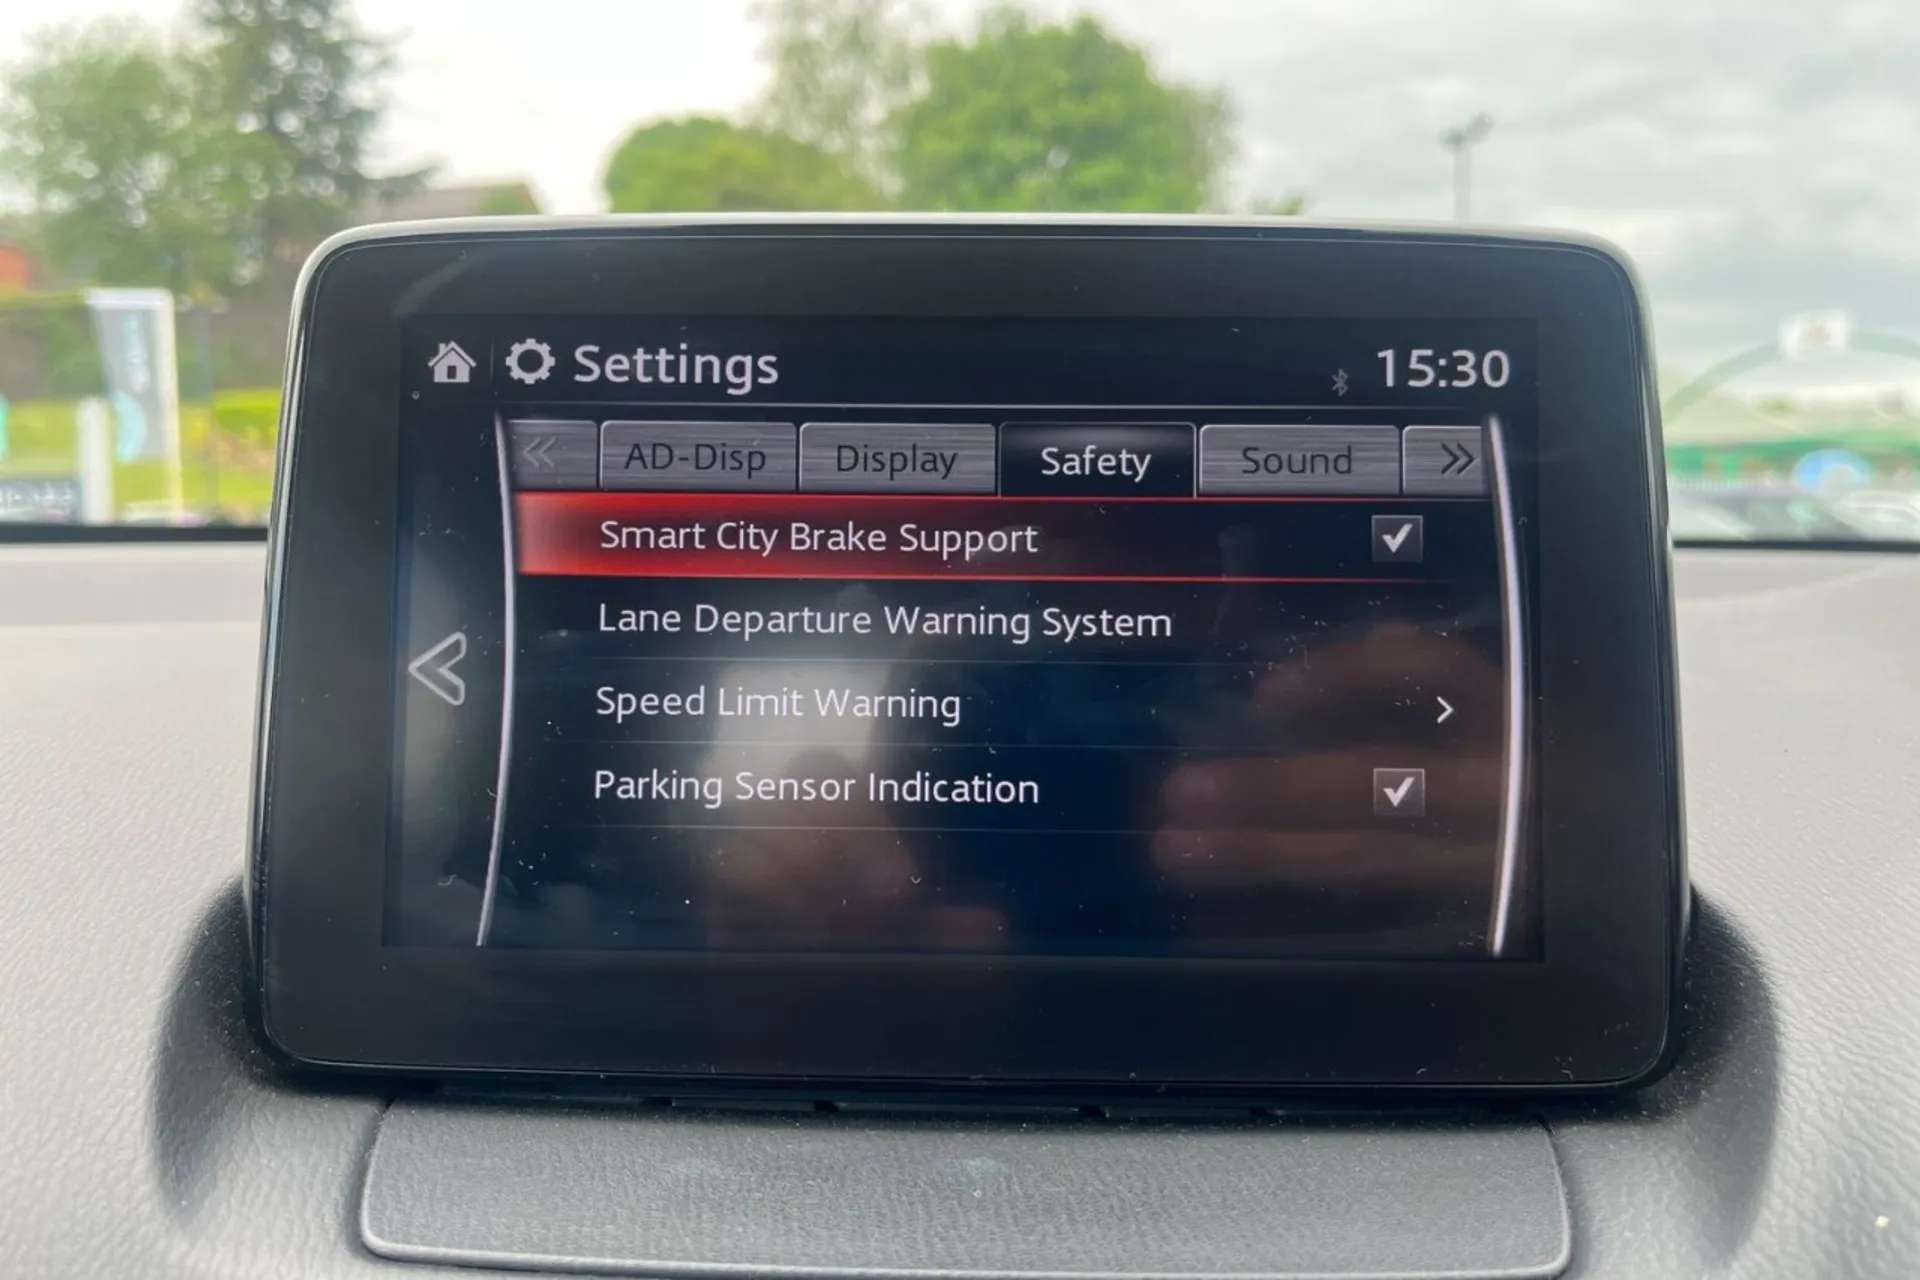 Settings
15:30
AD-Disp
Display
Safety
Sound
Smart City Brake Support
Lane Departure Warning System
Speed Limit Warning
Parking Sensor Indication